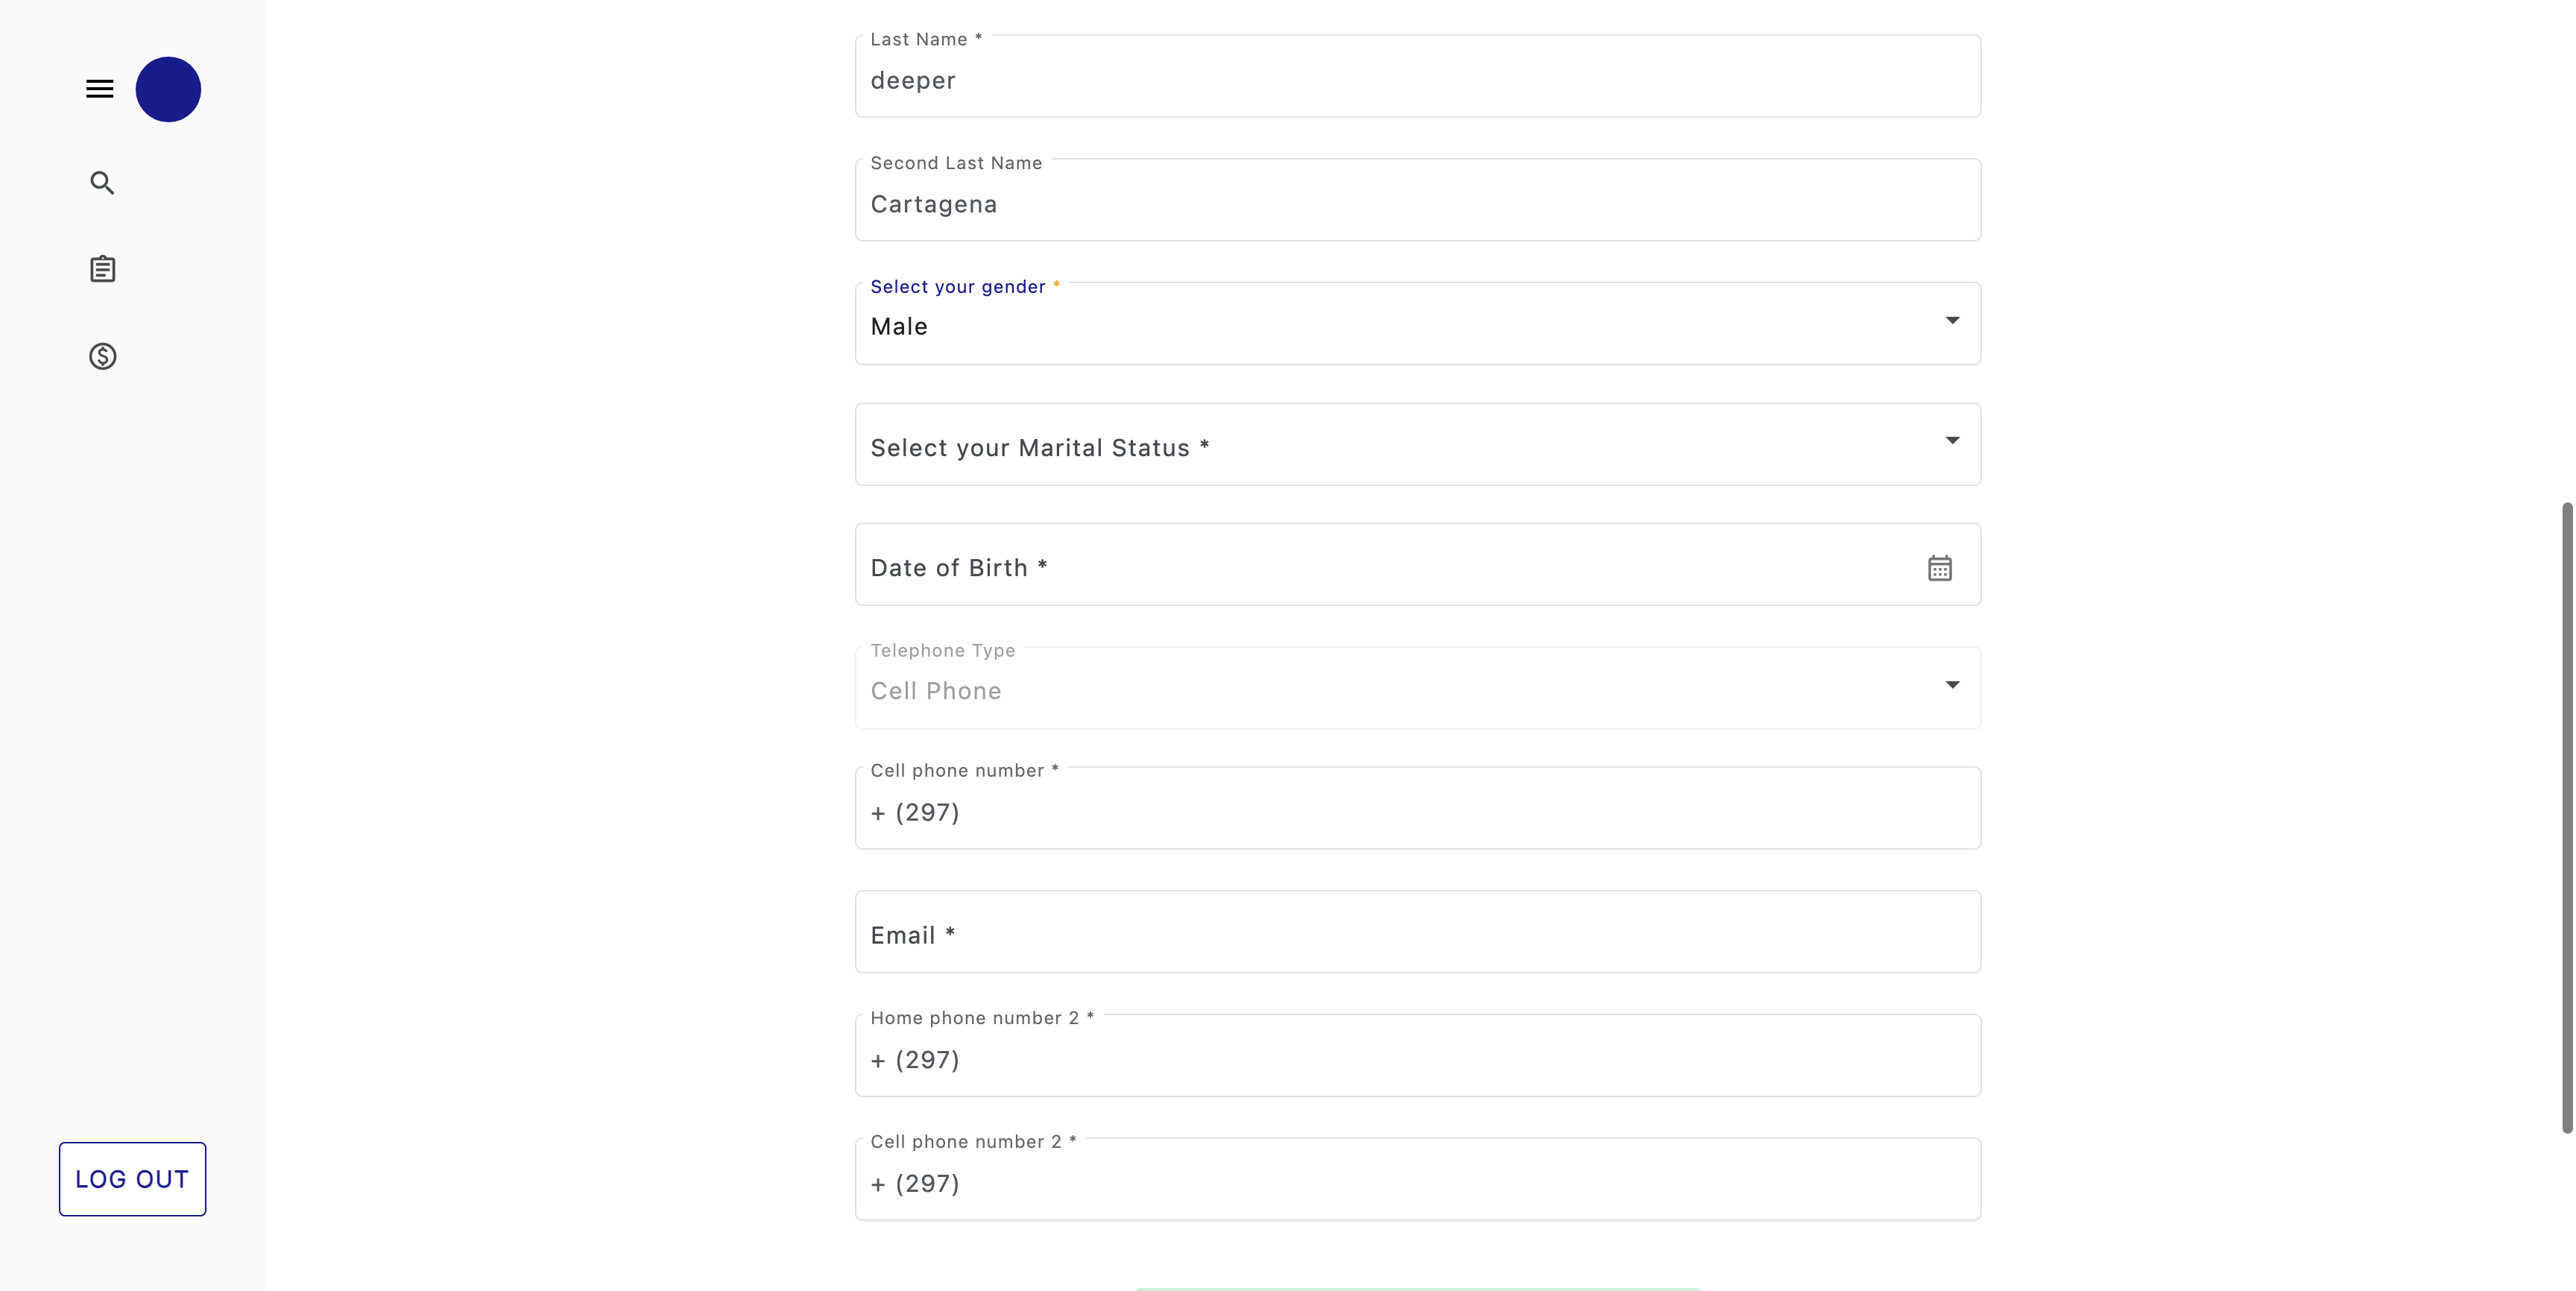 Last Name *
deeper
Second Last Name
Cartagena
Select your gender *
Male
Select your Marital Status *
Date of Birth *
Telephone Type
Cell Phone
Cell phone number *
+ (297)
Email *
Home phone number 2 *
+ (297)
Cell phone number 2 *
+ (297)
LOG OUT